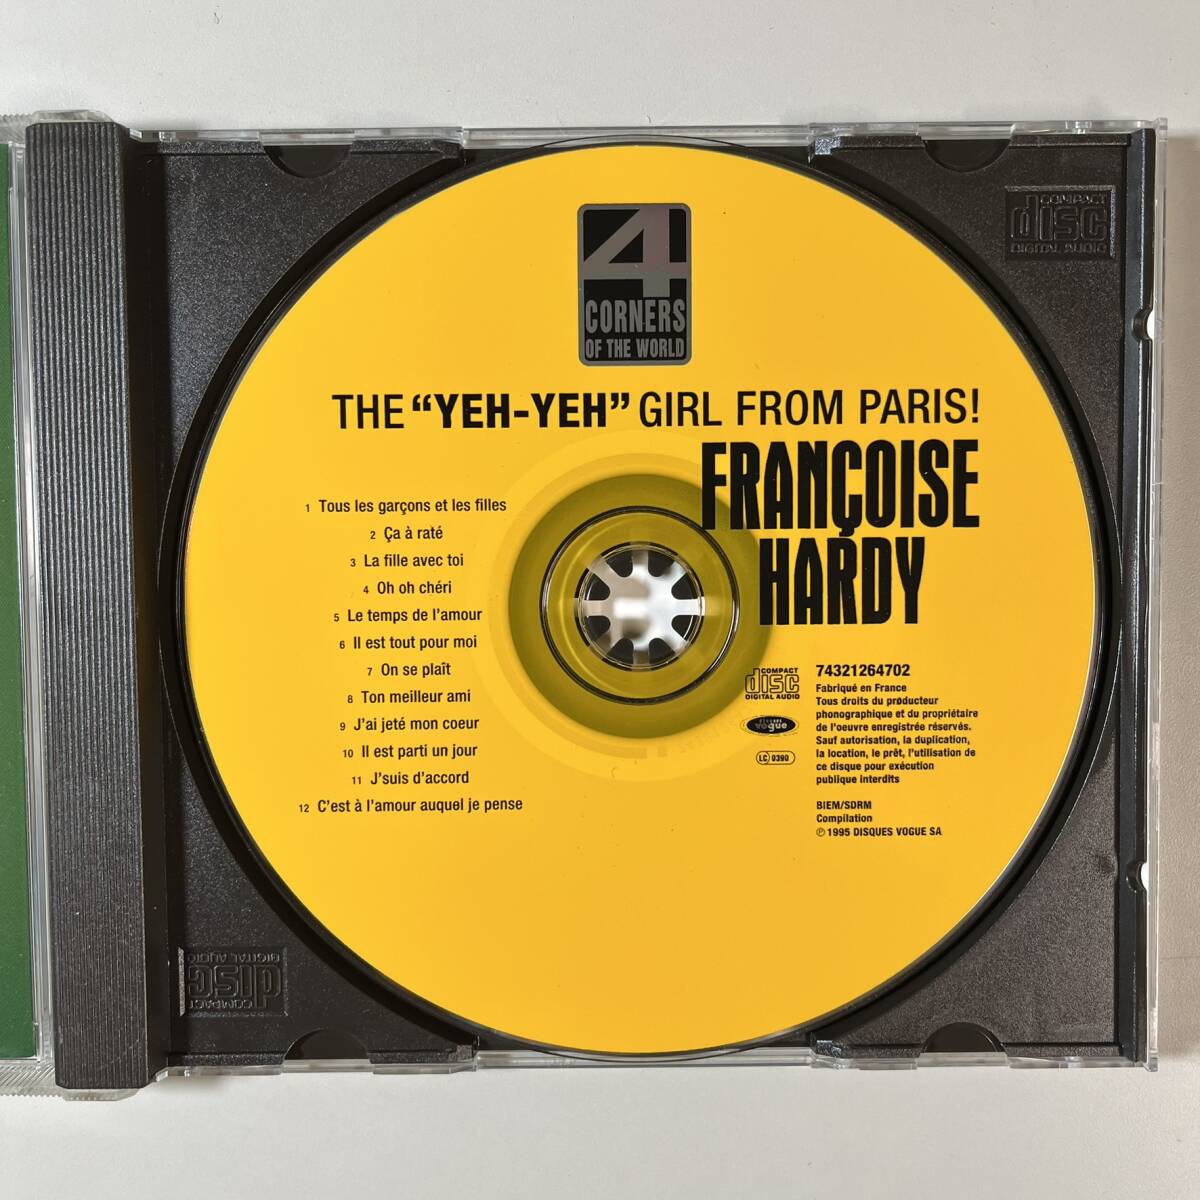 4
CORNERS
OF THE WORLD
THE “YEH-YEH” GIRL FROM PARIS!
FRANÇOISE
HARDY
1 Tous les garçons et les filles
2 Ça à raté
3 La fille avec toi
4 Oh oh chéri
5 Le temps de l'amour
6 Il est tout pour moi
7 On se plaît
8 Ton meilleur ami
9 J'ai jeté mon coeur
10 Il est parti un jour
11 J'suis d'accord
12 C'est à l'amour auquel je pense
COMPACT
disc
DIGITAL AUDIO
vogue
LC 0390
74321264702
Fabriqué en France
Tous droits du producteur
phonographique et du propriétaire
de l'oeuvre enregistrée réservés.
Sauf autorisation, la duplication,
la location, le prêt, l'utilisation de
ce disque pour exécution
publique interdits
BIEM/SDRM
Compilation
℗ 1995 DISQUES VOGUE SA
COMPACT
disc
DIGITAL AUDIO
COMPACT
disc
DIGITAL AUDIO